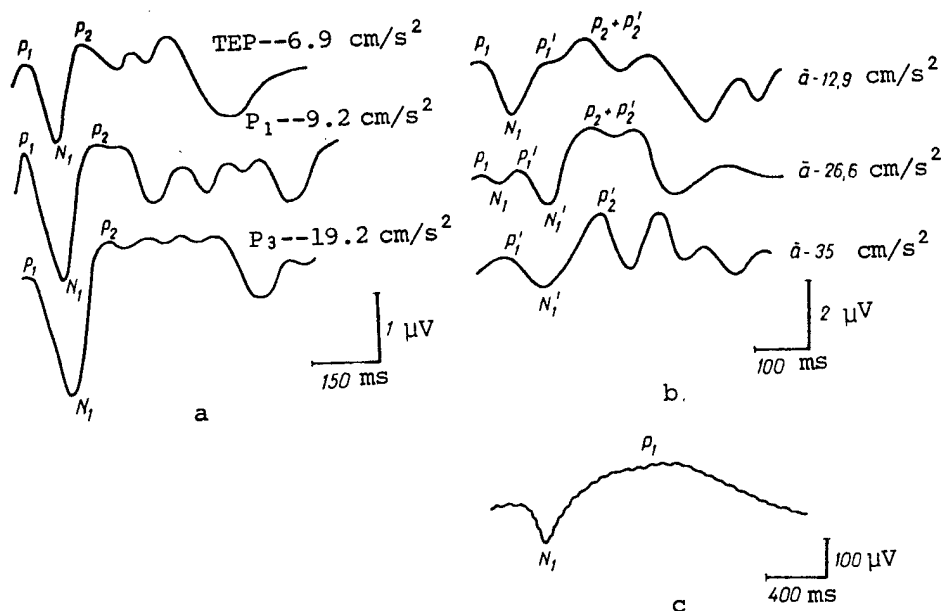 P₁
P₂
TEP--6.9 cm/s²
N₁
P₁--9.2 cm/s²
P₁
P₂
N₁
P₃--19.2 cm/s²
P₁
P₂
N₁
1 μV
150 ms
a
P₁
P₁'
P₂ + P₂'
ā-12,9 cm/s²
N₁
P₂ + P₂'
P₁
P₁'
ā-26,6 cm/s²
N₁
N₁'
P₂'
P₁'
ā-35 cm/s²
N₁'
2 μV
100 ms
b.
P₁
N₁
100 μV
400 ms
c